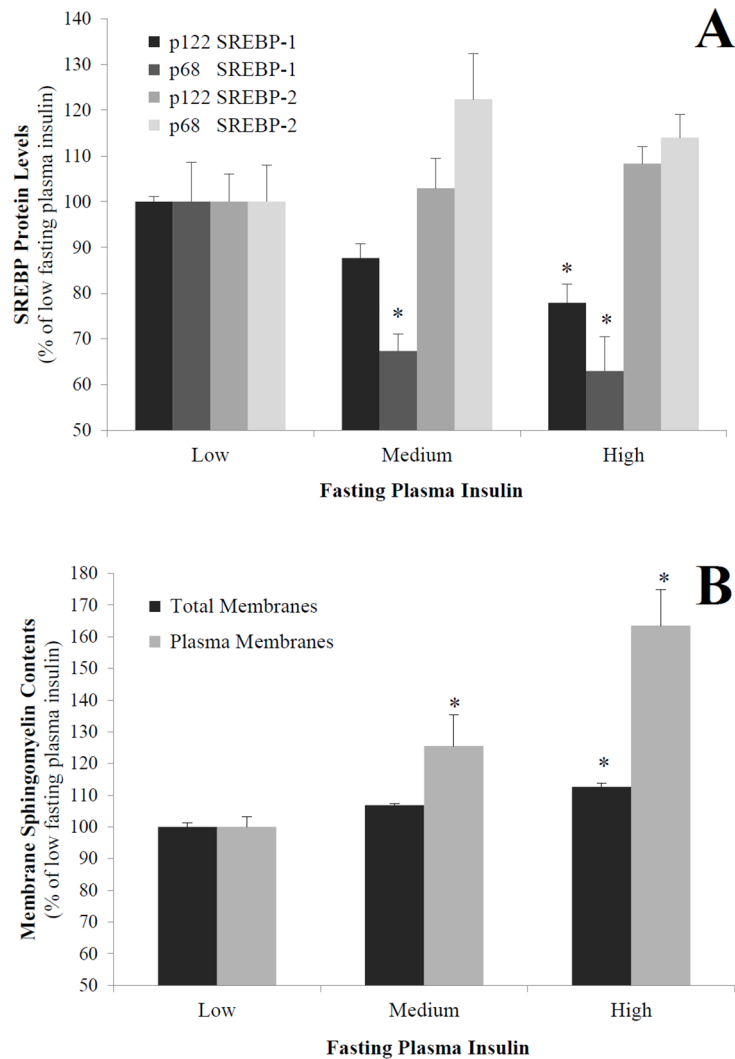 A
140
130
120
110
100
90
80
70
60
50
SREBP Protein Levels
(% of low fasting plasma insulin)
p122 SREBP-1
p68 SREBP-1
p122 SREBP-2
p68 SREBP-2
*
*
*
Low Medium High
Fasting Plasma Insulin
B
180
170
160
150
140
130
120
110
100
90
80
70
60
50
Membrane Sphingomyelin Contents
(% of low fasting plasma insulin)
Total Membranes
Plasma Membranes
*
*
*
Low Medium High
Fasting Plasma Insulin